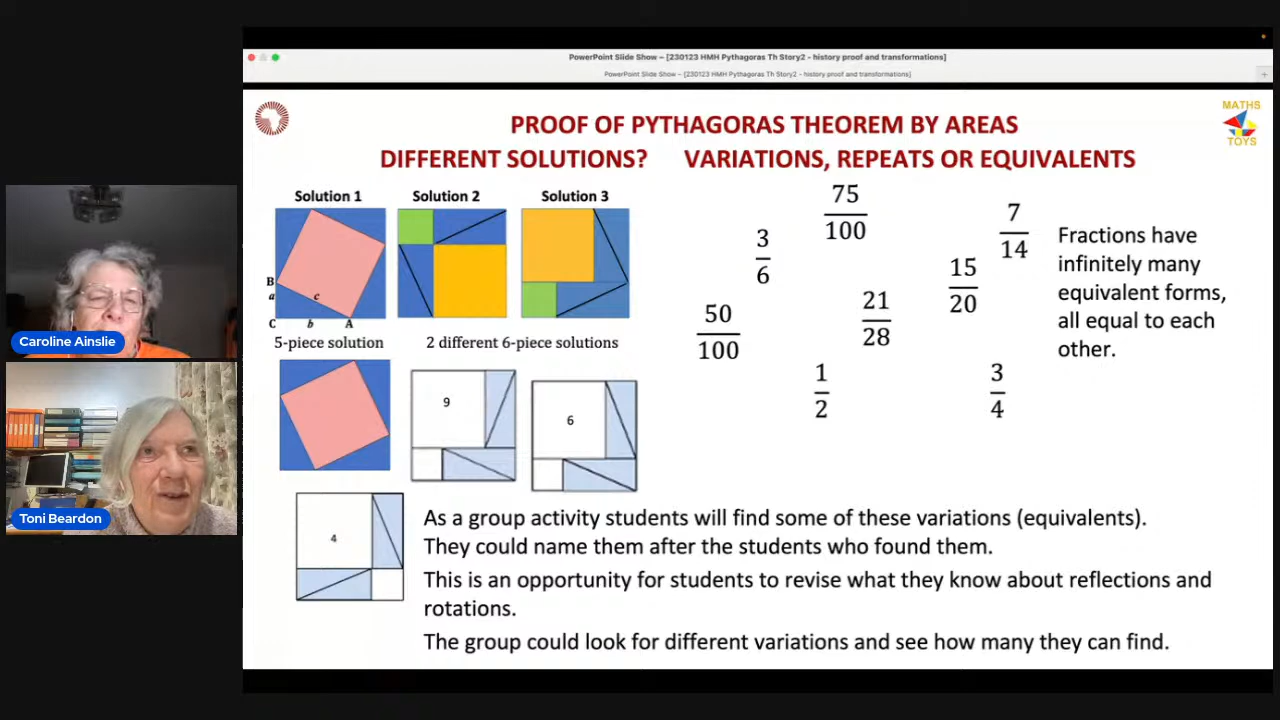 PowerPoint Slide Show – [230123 HMH Pythagoras Th Story2 - history proof and transformations]
PowerPoint Slide Show – [230123 HMH Pythagoras Th Story2 - history proof and transformations]
MATHS
TOYS
PROOF OF PYTHAGORAS THEOREM BY AREAS
DIFFERENT SOLUTIONS? VARIATIONS, REPEATS OR EQUIVALENTS
Solution 1
Solution 2
Solution 3
B
a
c
C
b
A
5-piece solution
2 different 6-piece solutions
9
6
4
75
100
3
6
7
14
15
20
50
100
21
28
1
2
3
4
Fractions have
infinitely many
equivalent forms,
all equal to each
other.
As a group activity students will find some of these variations (equivalents).
They could name them after the students who found them.
This is an opportunity for students to revise what they know about reflections and
rotations.
The group could look for different variations and see how many they can find.
Caroline Ainslie
Toni Beardon